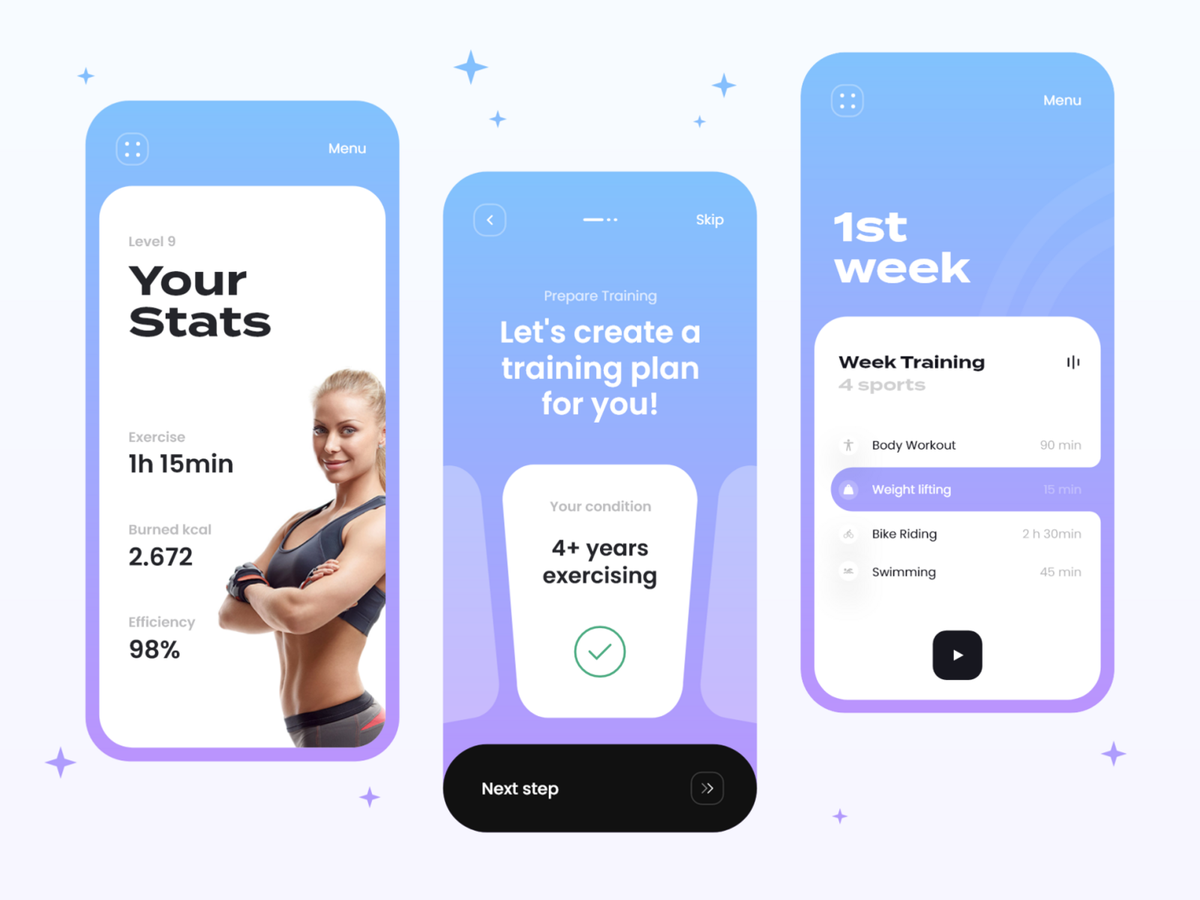 Menu
Level 9
Your
Stats
Exercise
1h 15min
Burned kcal
2.672
Efficiency
98%
Skip
Prepare Training
Let's create a
training plan
for you!
Your condition
4+ years
exercising
Next step
Menu
1st
week
Week Training
4 sports
Body Workout 90 min
Weight lifting 15 min
Bike Riding 2 h 30min
Swimming 45 min